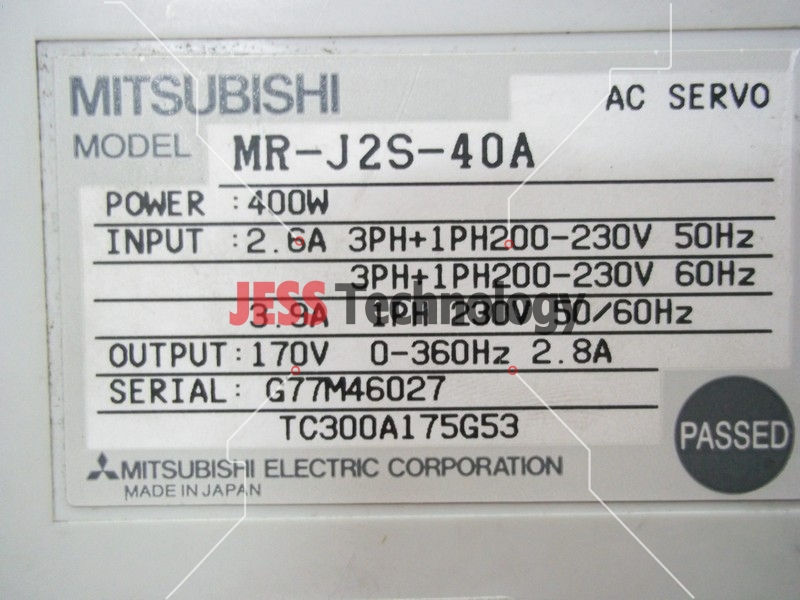 MITSUBISHI
AC SERVO
MODEL MR-J2S-40A
POWER :400W
INPUT :2.6A 3PH+1PH200-230V 50Hz
3PH+1PH200-230V 60Hz
JESS Technology
3.9A 1PH 230V 50/60Hz
OUTPUT:170V 0-360Hz 2.8A
SERIAL: G77M46027
TC300A175G53
PASSED
MITSUBISHI ELECTRIC CORPORATION
MADE IN JAPAN